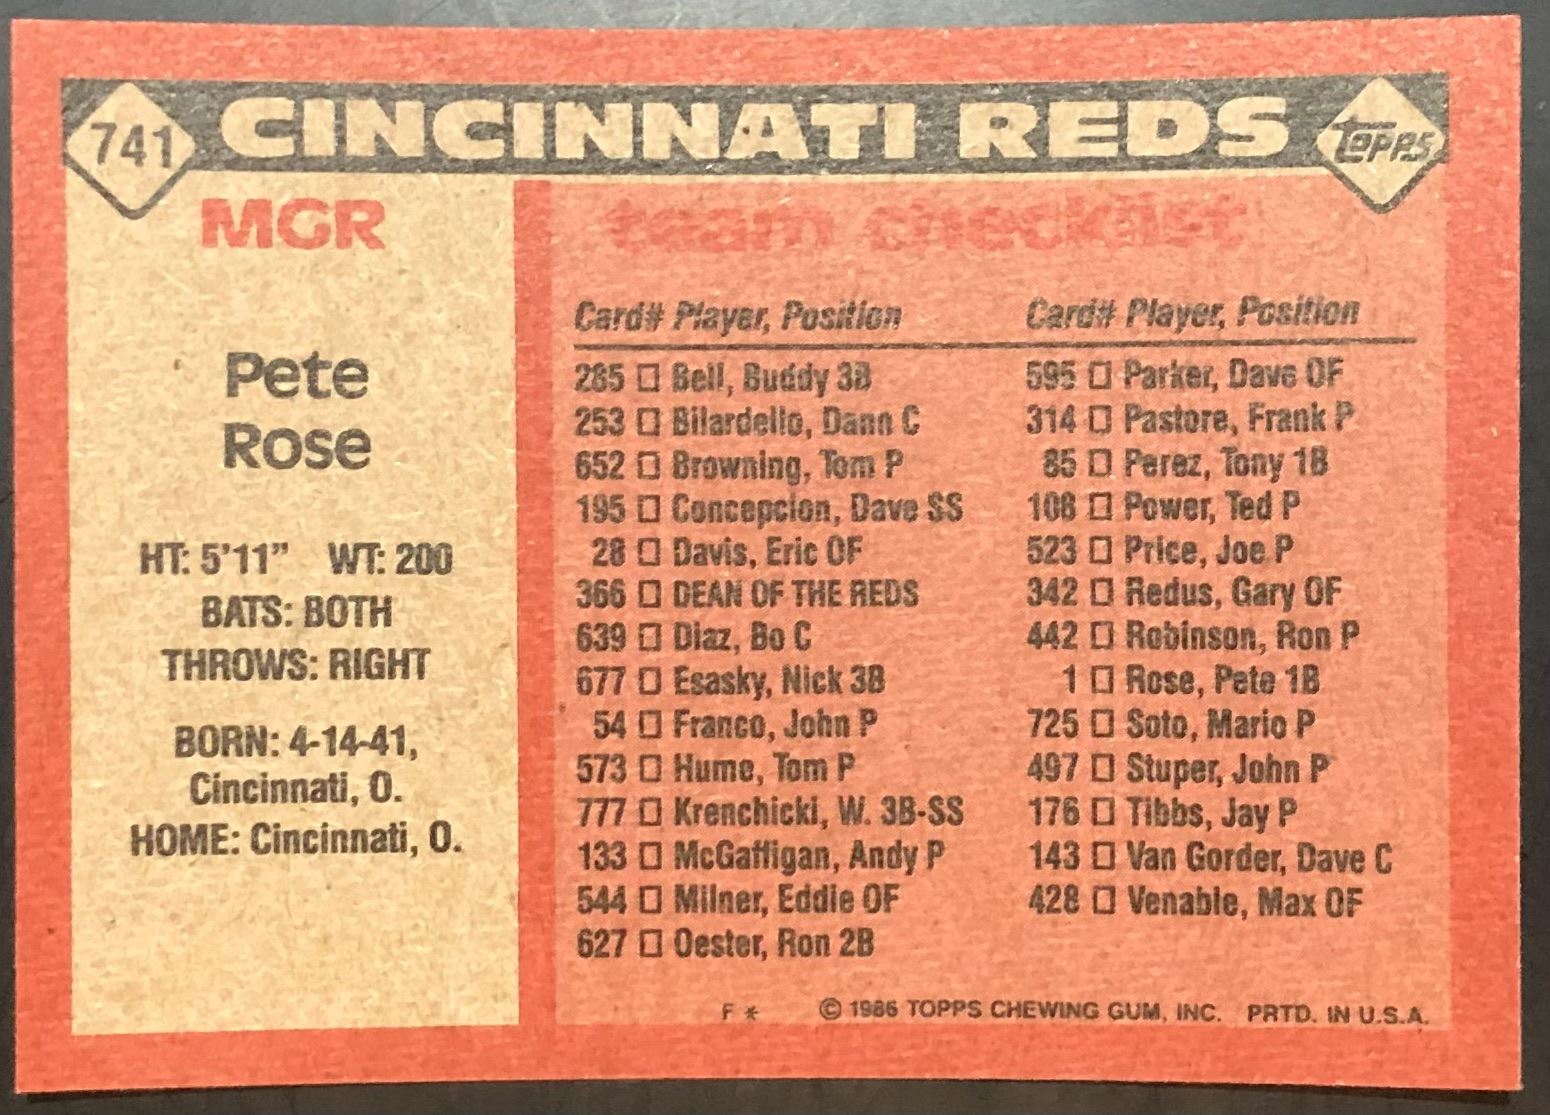 741 CINCINNATI REDS TOPPS
MGR
Pete
Rose
HT: 5'11" WT: 200
BATS: BOTH
THROWS: RIGHT
BORN: 4-14-41,
Cincinnati, O.
HOME: Cincinnati, O.
team checklist
Card# Player, Position
285 □ Bell, Buddy 3B
253 □ Bilardello, Dann C
652 □ Browning, Tom P
195 □ Concepcion, Dave SS
28 □ Davis, Eric OF
366 □ DEAN OF THE REDS
639 □ Diaz, Bo C
677 □ Esasky, Nick 3B
54 □ Franco, John P
573 □ Hume, Tom P
777 □ Krenchicki, W. 3B-SS
133 □ McGaffigan, Andy P
544 □ Milner, Eddie OF
627 □ Oester, Ron 2B
Card# Player, Position
595 □ Parker, Dave OF
314 □ Pastore, Frank P
85 □ Perez, Tony 1B
108 □ Power, Ted P
523 □ Price, Joe P
342 □ Redus, Gary OF
442 □ Robinson, Ron P
1 □ Rose, Pete 1B
725 □ Soto, Mario P
497 □ Stuper, John P
176 □ Tibbs, Jay P
143 □ Van Gorder, Dave C
428 □ Venable, Max OF
F * © 1986 TOPPS CHEWING GUM, INC. PRTD. IN U.S.A.